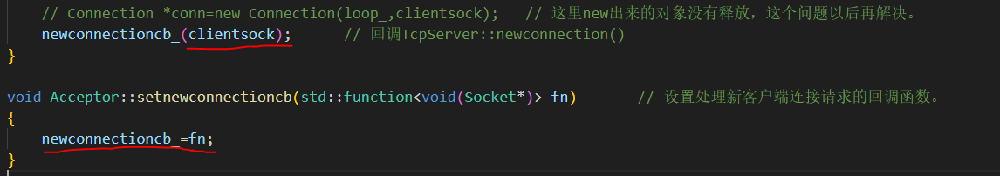 // Connection *conn=new Connection(loop_,clientsock);   // 这里new出来的对象没有释放，这个问题以后再解决。
newconnectioncb_(clientsock);      // 回调TcpServer::newconnection()
}
void Acceptor::setnewconnectioncb(std::function<void(Socket*)> fn)       // 设置处理新客户端连接请求的回调函数。
{
newconnectioncb_=fn;
}